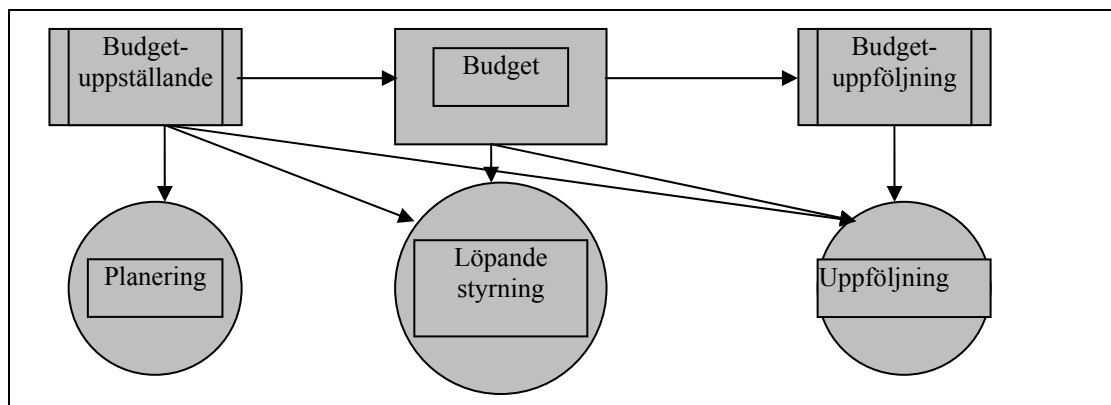 Budget-
uppställande
Budget
Budget-
uppföljning
Planering
Löpande
styrning
Uppföljning